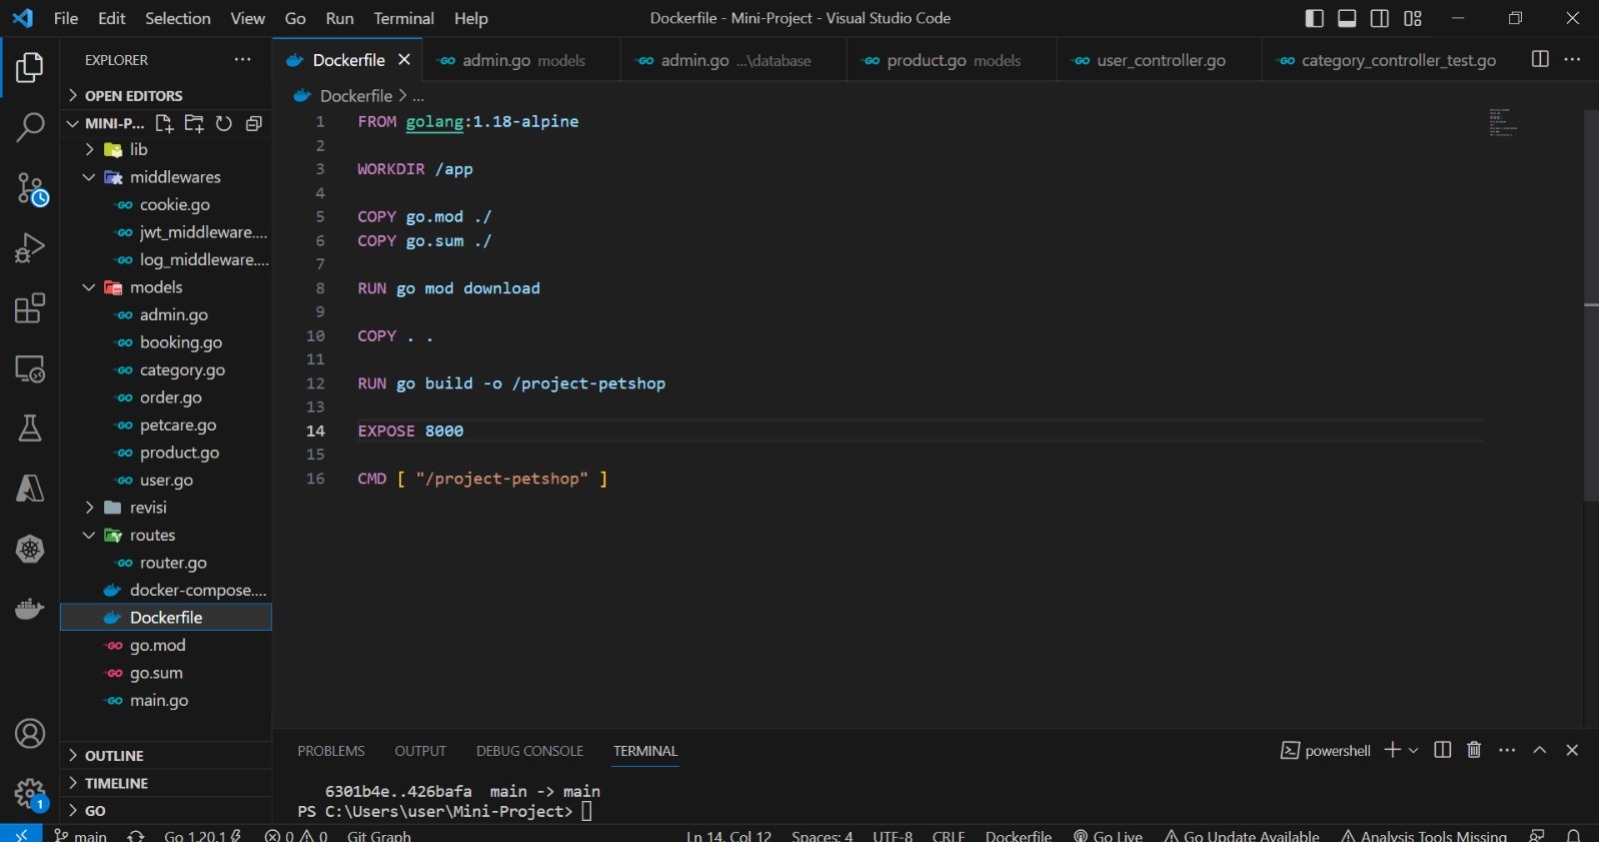 File Edit Selection View Go Run Terminal Help
Dockerfile - Mini-Project - Visual Studio Code
EXPLORER
Dockerfile
admin.go models
admin.go ...\database
product.go models
user_controller.go
category_controller_test.go
OPEN EDITORS
MINI-P...
lib
middlewares
cookie.go
jwt_middleware....
log_middleware....
models
admin.go
booking.go
category.go
order.go
petcare.go
product.go
user.go
revisi
routes
router.go
docker-compose....
Dockerfile
go.mod
go.sum
main.go
OUTLINE
TIMELINE
GO
1
Dockerfile > ...
1 FROM golang:1.18-alpine
2
3 WORKDIR /app
4
5 COPY go.mod ./
6 COPY go.sum ./
7
8 RUN go mod download
9
10 COPY . .
11
12 RUN go build -o /project-petshop
13
14 EXPOSE 8000
15
16 CMD [ "/project-petshop" ]
PROBLEMS OUTPUT DEBUG CONSOLE TERMINAL
powershell
6301b4e..426bafa main -> main
PS C:\Users\user\Mini-Project>
main Go 1.20.1 0 0 Git Graph Ln 14, Col 12 Spaces: 4 UTF-8 CRLF Dockerfile Go Live Go Update Available Analysis Tools Missing